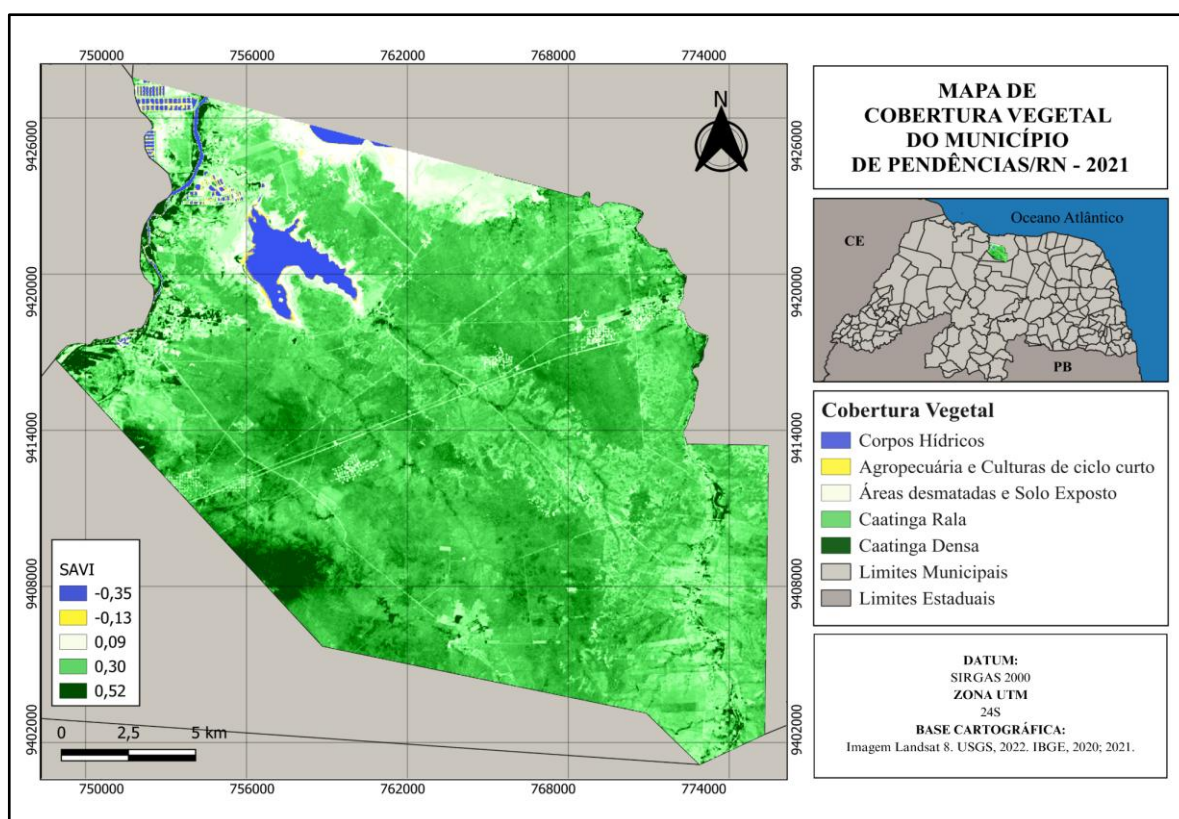 MAPA DE
COBERTURA VEGETAL
DO MUNICÍPIO
DE PENDÊNCIAS/RN - 2021
750000 756000 762000 768000 774000
N
9426000 9426000
9420000 9420000
9414000 9414000
9408000 9408000
9402000 9402000
SAVI
-0,35
-0,13
0,09
0,30
0,52
0 2,5 5 km
750000 756000 762000 768000 774000
Oceano Atlântico
CE
PB
Cobertura Vegetal
Corpos Hídricos
Agropecuária e Culturas de ciclo curto
Áreas desmatadas e Solo Exposto
Caatinga Rala
Caatinga Densa
Limites Municipais
Limites Estaduais
DATUM:
SIRGAS 2000
ZONA UTM
24S
BASE CARTOGRÁFICA:
Imagem Landsat 8. USGS, 2022. IBGE, 2020; 2021.